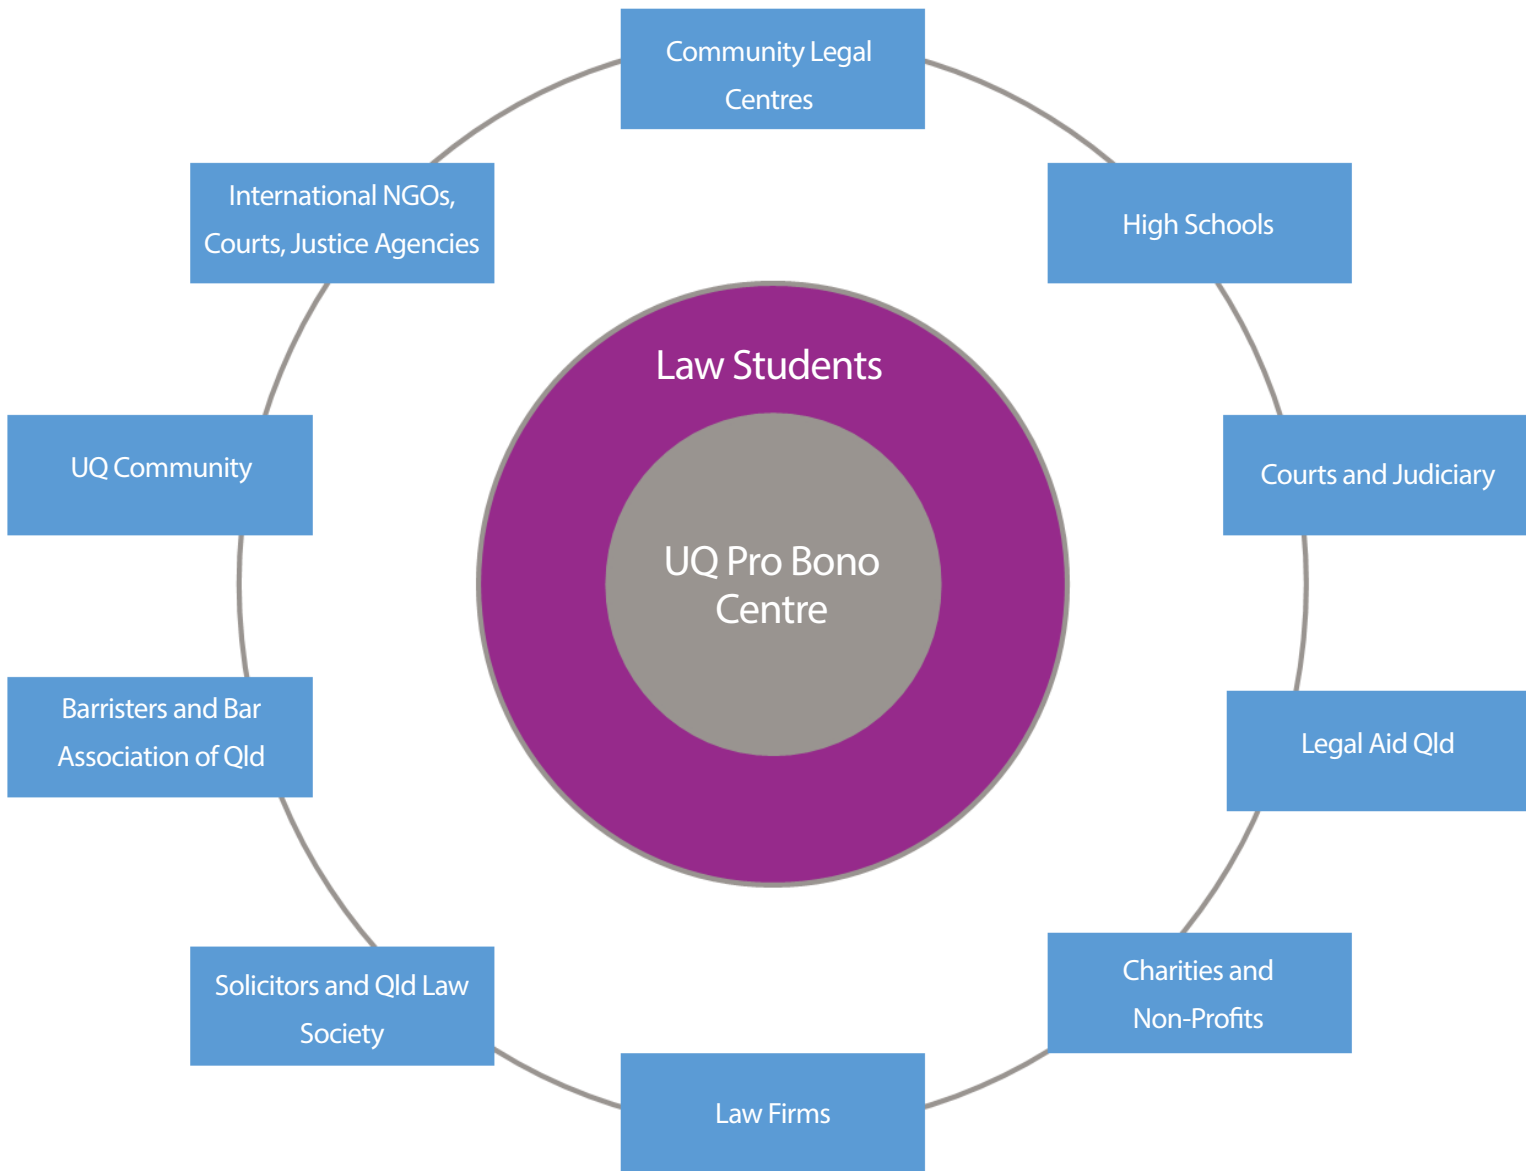 Community Legal
Centres
International NGOs,
Courts, Justice Agencies
High Schools
Law Students
UQ Community
Courts and Judiciary
UQ Pro Bono
Centre
Barristers and Bar
Association of Qld
Legal Aid Qld
Solicitors and Qld Law
Society
Charities and
Non-Profits
Law Firms